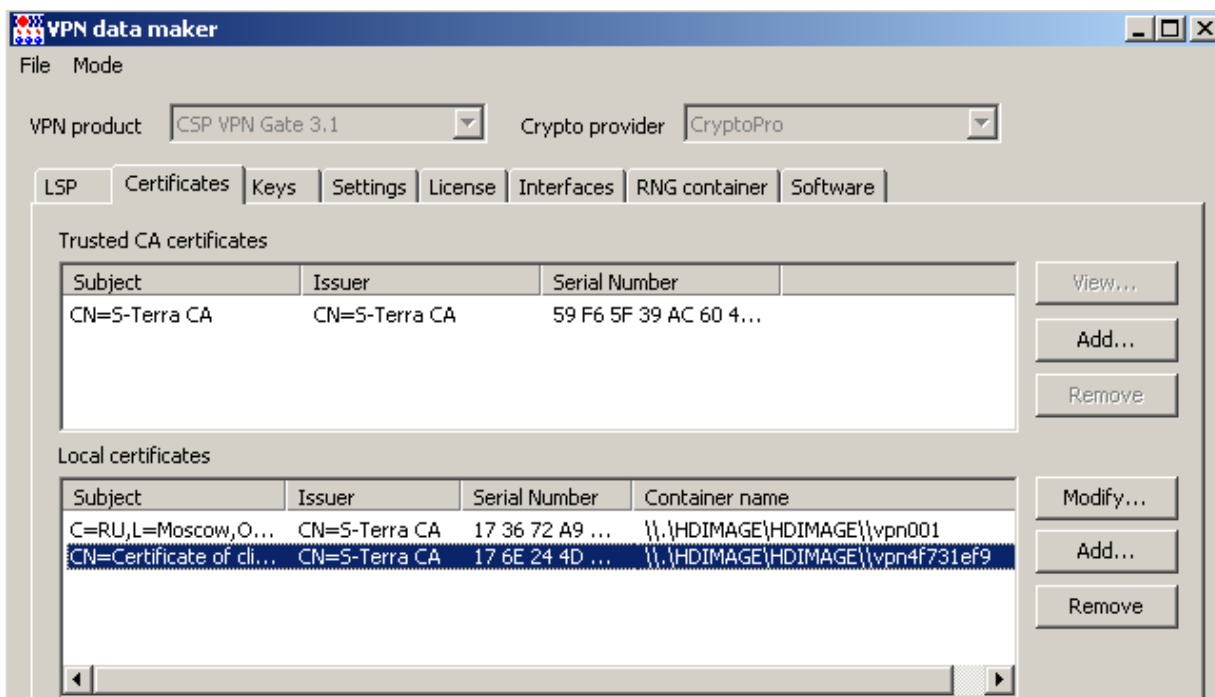 VPN data maker
File Mode
VPN product CSP VPN Gate 3.1 Crypto provider CryptoPro
LSP Certificates Keys Settings License Interfaces RNG container Software
Trusted CA certificates
Subject Issuer Serial Number
CN=S-Terra CA CN=S-Terra CA 59 F6 5F 39 AC 60 4...
View...
Add...
Remove
Local certificates
Subject Issuer Serial Number Container name
C=RU,L=Moscow,O... CN=S-Terra CA 17 36 72 A9 ... \\.\HDIMAGE\HDIMAGE\\vpn001
CN=Certificate of cli... CN=S-Terra CA 17 6E 24 4D ... \\.\HDIMAGE\HDIMAGE\\vpn4f731ef9
Modify...
Add...
Remove